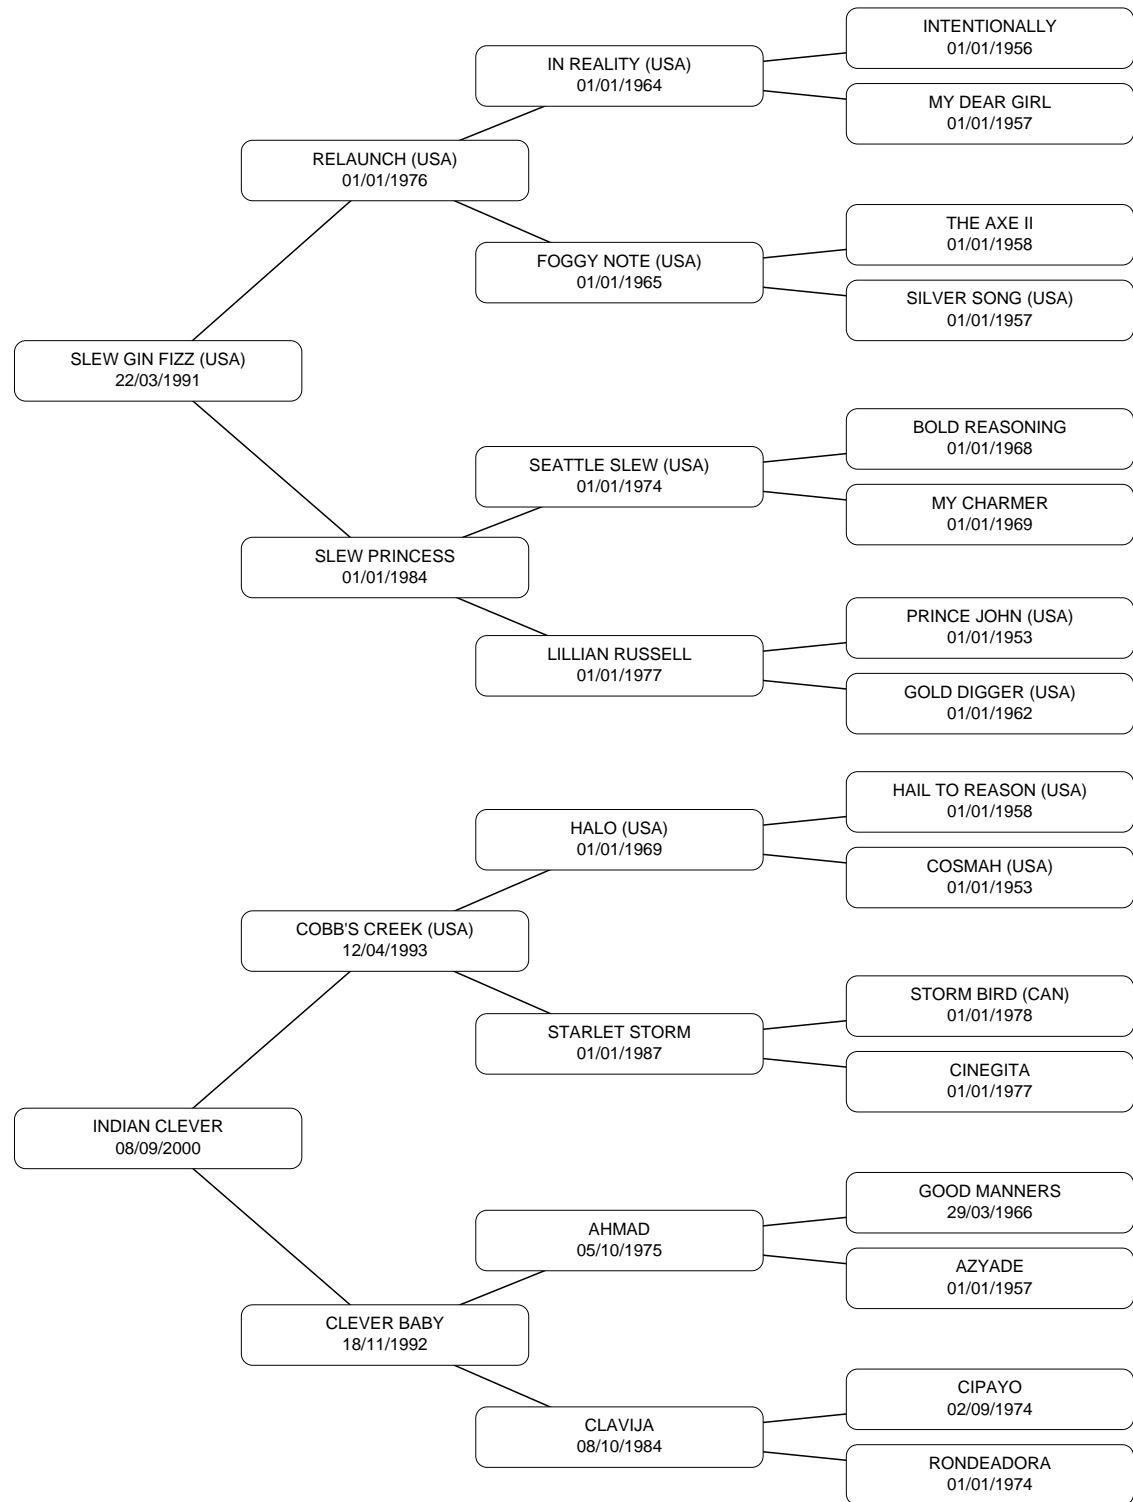 INTENTIONALLY
01/01/1956
IN REALITY (USA)
01/01/1964
MY DEAR GIRL
01/01/1957
RELAUNCH (USA)
01/01/1976
THE AXE II
01/01/1958
FOGGY NOTE (USA)
01/01/1965
SILVER SONG (USA)
01/01/1957
SLEW GIN FIZZ (USA)
22/03/1991
BOLD REASONING
01/01/1968
SEATTLE SLEW (USA)
01/01/1974
MY CHARMER
01/01/1969
SLEW PRINCESS
01/01/1984
PRINCE JOHN (USA)
01/01/1953
LILLIAN RUSSELL
01/01/1977
GOLD DIGGER (USA)
01/01/1962
HAIL TO REASON (USA)
01/01/1958
HALO (USA)
01/01/1969
COSMAH (USA)
01/01/1953
COBB'S CREEK (USA)
12/04/1993
STORM BIRD (CAN)
01/01/1978
STARLET STORM
01/01/1987
CINEGITA
01/01/1977
INDIAN CLEVER
08/09/2000
GOOD MANNERS
29/03/1966
AHMAD
05/10/1975
AZYADE
01/01/1957
CLEVER BABY
18/11/1992
CIPAYO
02/09/1974
CLAVIJA
08/10/1984
RONDEADORA
01/01/1974